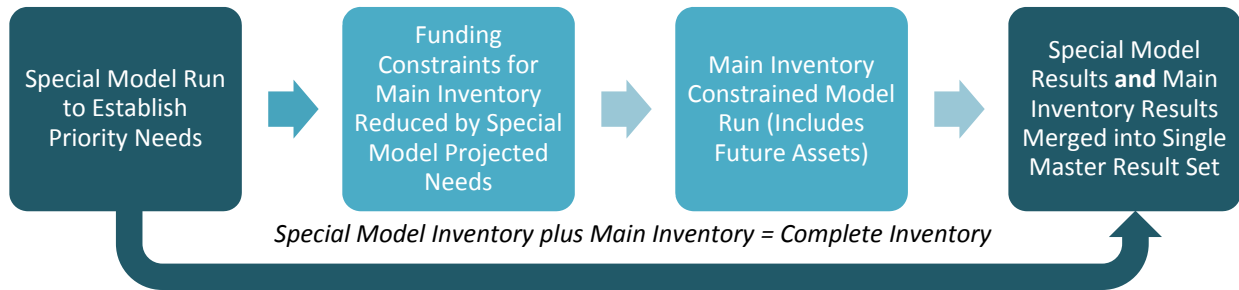 Special Model Run
to Establish
Priority Needs
Funding
Constraints for
Main Inventory
Reduced by Special
Model Projected
Needs
Main Inventory
Constrained Model
Run (Includes
Future Assets)
Special Model
Results and Main
Inventory Results
Merged into Single
Master Result Set
Special Model Inventory plus Main Inventory = Complete Inventory